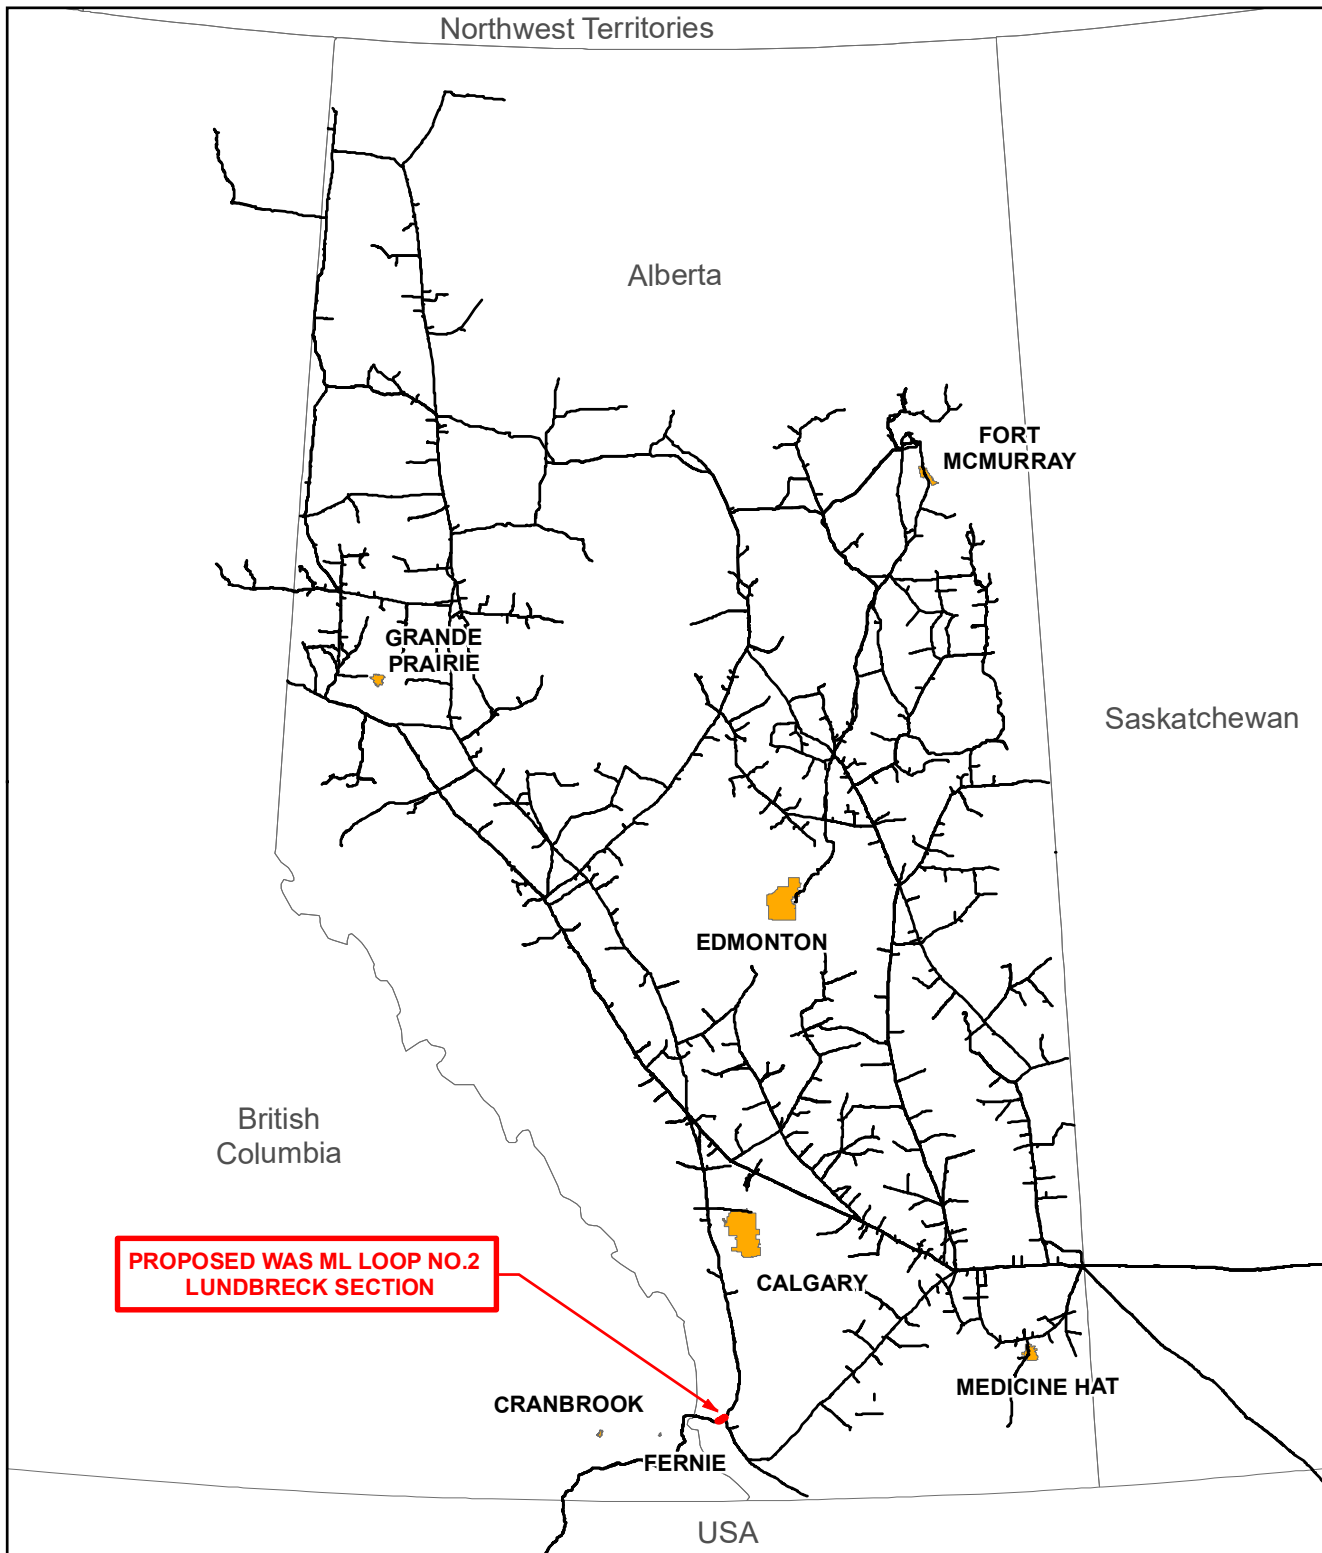 Northwest Territories
Alberta
FORT
MCMURRAY
GRANDE
PRAIRIE
Saskatchewan
EDMONTON
British
Columbia
PROPOSED WAS ML LOOP NO.2
LUNDBRECK SECTION
CALGARY
MEDICINE HAT
CRANBROOK
FERNIE
USA